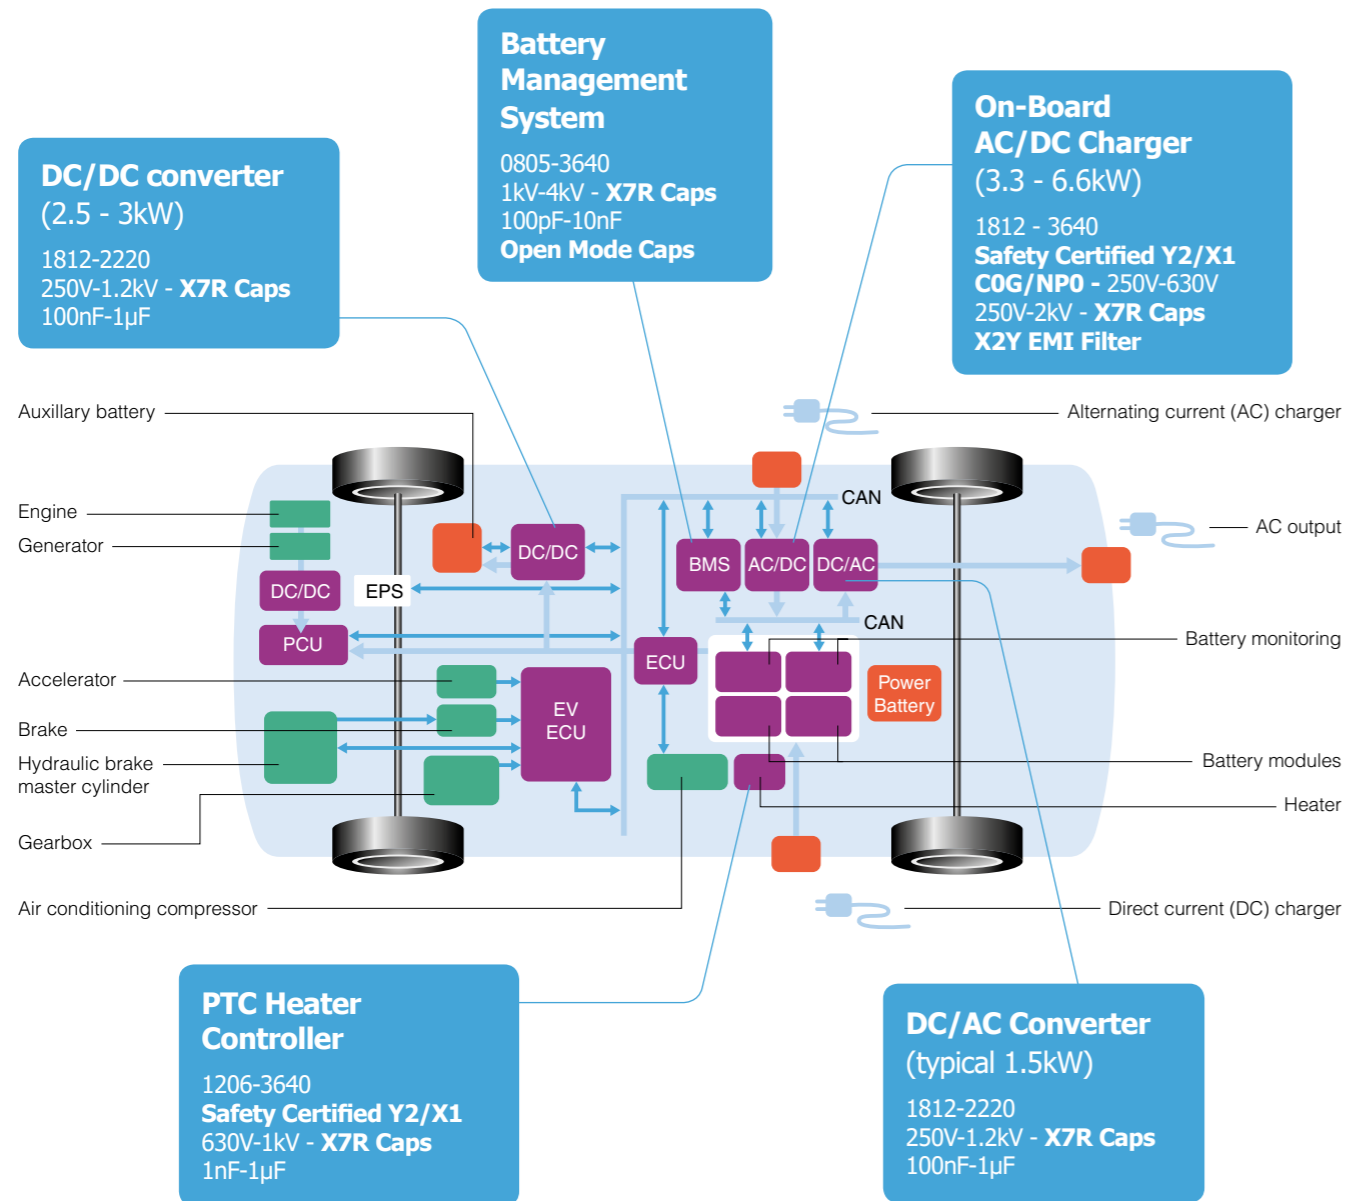 Battery
Management
System
0805-3640
1kV-4kV - X7R Caps
100pF-10nF
Open Mode Caps
On-Board
AC/DC Charger
(3.3 - 6.6kW)
1812 - 3640
Safety Certified Y2/X1
C0G/NP0 - 250V-630V
250V-2kV - X7R Caps
X2Y EMI Filter
DC/DC converter
(2.5 - 3kW)
1812-2220
250V-1.2kV - X7R Caps
100nF-1µF
Auxillary battery
Alternating current (AC) charger
Engine
Generator
AC output
CAN
DC/DC
BMS
AC/DC
DC/AC
DC/DC
EPS
CAN
PCU
ECU
Battery monitoring
Accelerator
Power
Battery
EV
ECU
Brake
Hydraulic brake
master cylinder
Battery modules
Heater
Gearbox
Air conditioning compressor
Direct current (DC) charger
PTC Heater
Controller
1206-3640
Safety Certified Y2/X1
630V-1kV - X7R Caps
1nF-1µF
DC/AC Converter
(typical 1.5kW)
1812-2220
250V-1.2kV - X7R Caps
100nF-1µF